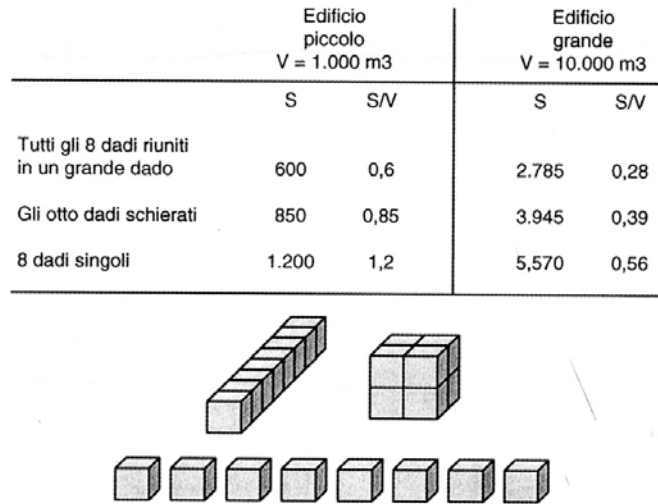 Edificio piccolo V = 1.000 m3 Edificio grande V = 10.000 m3
S S/V S S/V
Tutti gli 8 dadi riuniti
in un grande dado 600 0,6 2.785 0,28
Gli otto dadi schierati 850 0,85 3.945 0,39
8 dadi singoli 1.200 1,2 5,570 0,56